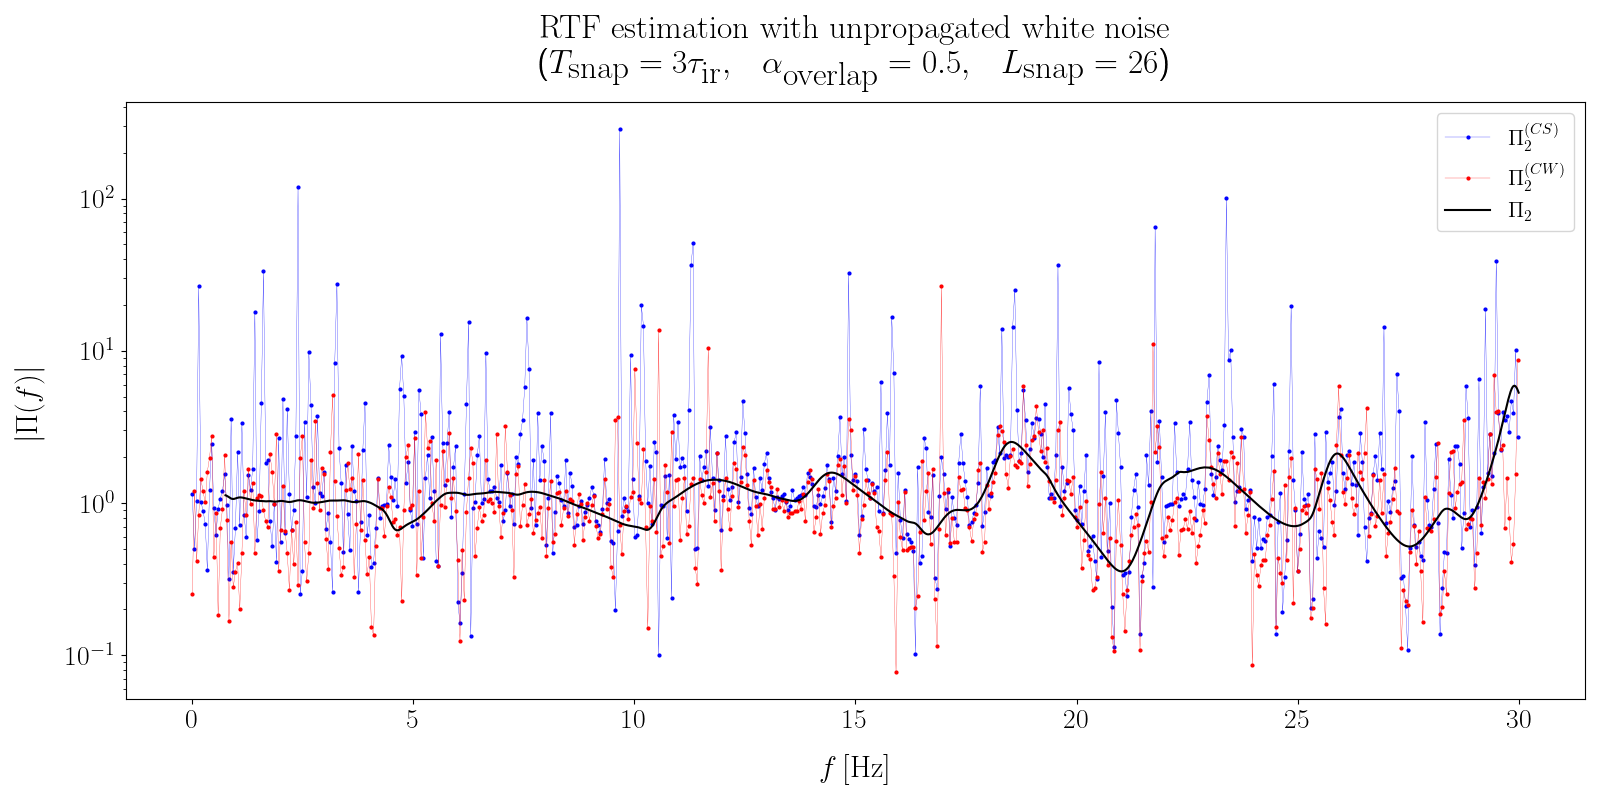 RTF estimation with unpropagated white noise
(T_snap = 3τ_ir, α_overlap = 0.5, L_snap = 26)
Π_2^(CS)
Π_2^(CW)
Π_2
|Π(f)|
10^2
10^1
10^0
10^−1
0 5 10 15 20 25 30
f [Hz]